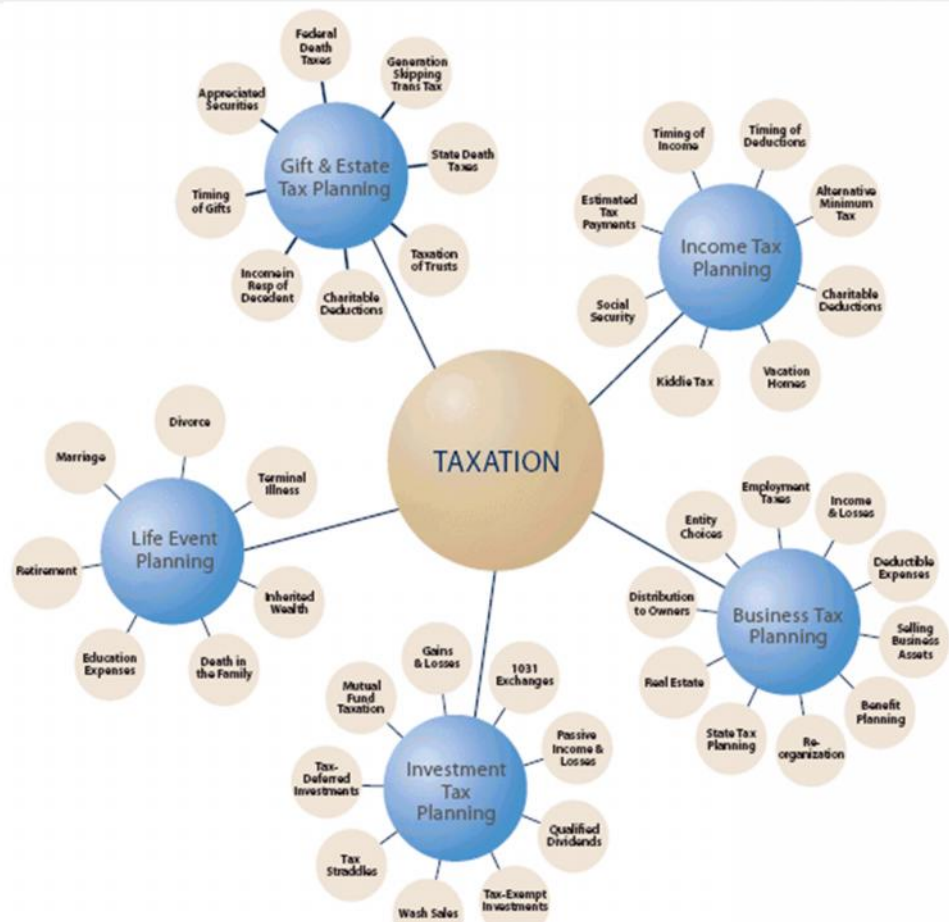 Federal
Death
Taxes
Generation
Skipping
Trans Tax
Appreciated
Securities
Gift & Estate
Tax Planning
State Death
Taxes
Timing
of Gifts
Taxation
of Trusts
Income in
Resp of
Decedent
Charitable
Deductions
Timing of
Income
Timing of
Deductions
Estimated
Tax
Payments
Alternative
Minimum
Tax
Income Tax
Planning
Social
Security
Charitable
Deductions
Kiddie Tax
Vacation
Homes
TAXATION
Divorce
Marriage
Terminal
Illness
Life Event
Planning
Retirement
Inherited
Wealth
Education
Expenses
Death in
the Family
Employment
Taxes
Income
& Losses
Entity
Choices
Deductible
Expenses
Distribution
to Owners
Business Tax
Planning
Selling
Business
Assets
Real Estate
Benefit
Planning
State Tax
Planning
Re-
organization
Gains
& Losses
1031
Exchanges
Mutual
Fund
Taxation
Passive
Income &
Losses
Tax-
Deferred
Investments
Investment
Tax
Planning
Qualified
Dividends
Tax
Straddles
Wash Sales
Tax-Exempt
Investments